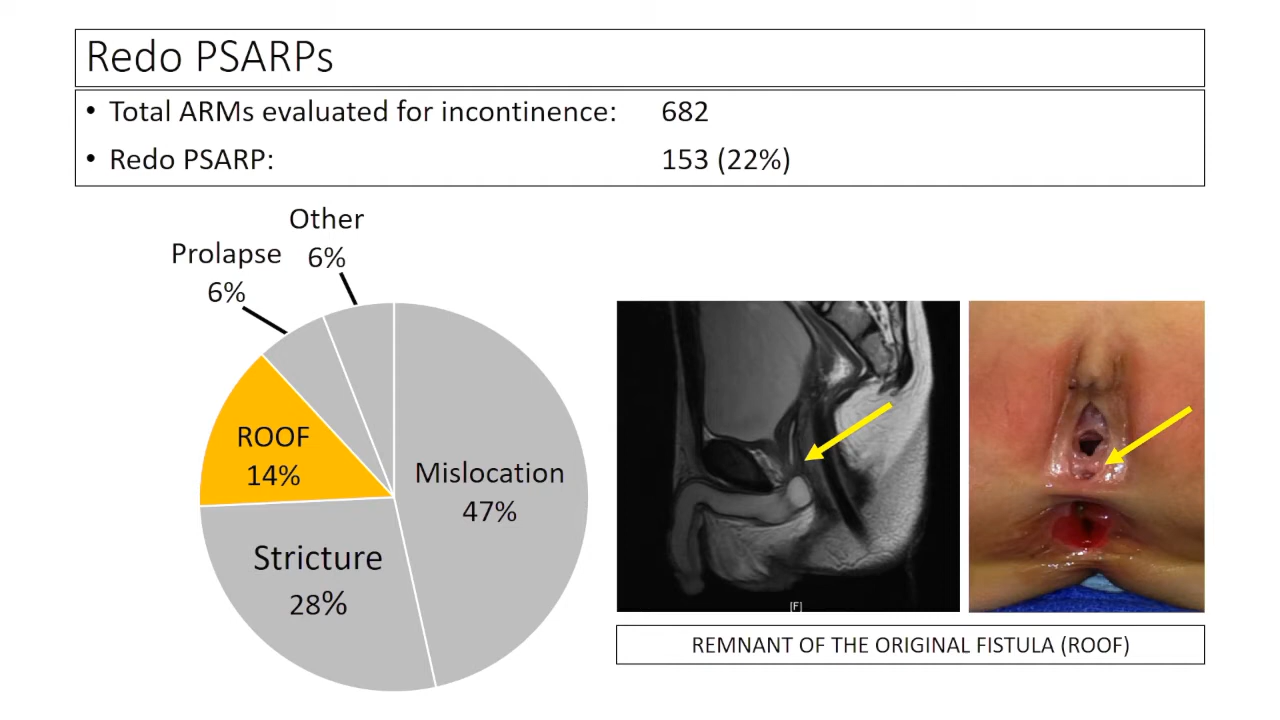 Redo PSARPs
• Total ARMs evaluated for incontinence: 682
• Redo PSARP: 153 (22%)
Other
6%
Prolapse
6%
ROOF
14%
Mislocation
47%
Stricture
28%
[F]
REMNANT OF THE ORIGINAL FISTULA (ROOF)